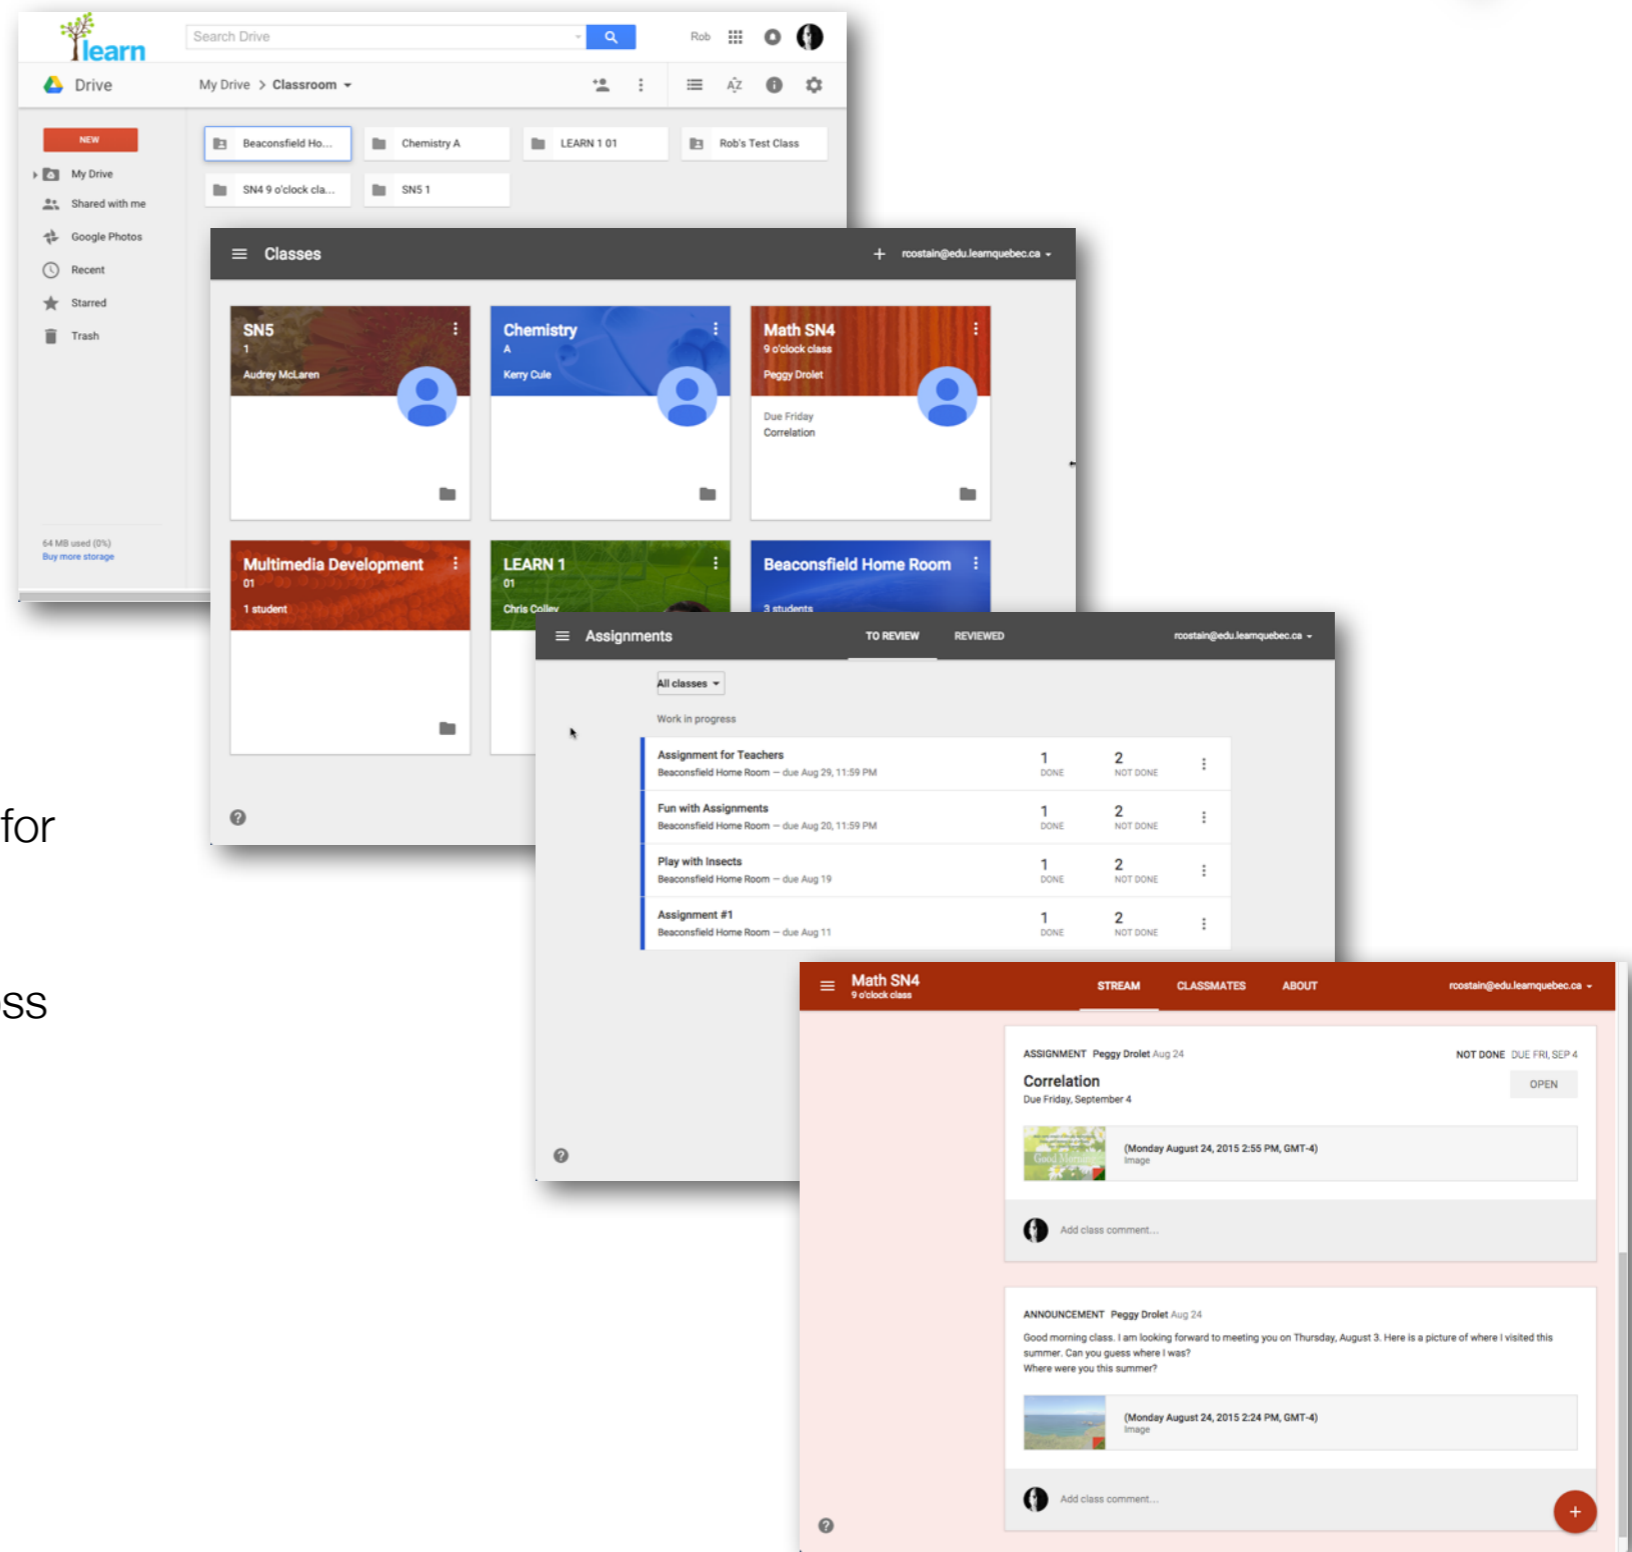 learn
Search Drive
Rob
Drive
My Drive > Classroom
NEW
My Drive
Shared with me
Google Photos
Recent
Starred
Trash
64 MB used (0%)
Buy more storage
Beaconsfield Ho...
Chemistry A
LEARN 1 01
Rob's Test Class
SN4 9 o'clock cla...
SN5 1
Classes
+ rcostain@edu.learnquebec.ca
SN5
1
Audrey McLaren
Chemistry
A
Kerry Cule
Math SN4
9 o'clock class
Peggy Drolet
Due Friday
Correlation
Multimedia Development
01
1 student
LEARN 1
01
Chris Colley
Beaconsfield Home Room
3 students
for
oss
Assignments
TO REVIEW
REVIEWED
rcostain@edu.learnquebec.ca
All classes
Work in progress
Assignment for Teachers
Beaconsfield Home Room — due Aug 29, 11:59 PM
1
DONE
2
NOT DONE
Fun with Assignments
Beaconsfield Home Room — due Aug 20, 11:59 PM
1
DONE
2
NOT DONE
Play with Insects
Beaconsfield Home Room — due Aug 19
1
DONE
2
NOT DONE
Assignment #1
Beaconsfield Home Room — due Aug 11
1
DONE
2
NOT DONE
Math SN4
9 o'clock class
STREAM
CLASSMATES
ABOUT
rcostain@edu.learnquebec.ca
ASSIGNMENT Peggy Drolet Aug 24
NOT DONE DUE FRI, SEP 4
Correlation
Due Friday, September 4
OPEN
Good Morning
(Monday August 24, 2015 2:55 PM, GMT-4)
Image
Add class comment...
ANNOUNCEMENT Peggy Drolet Aug 24
Good morning class. I am looking forward to meeting you on Thursday, August 3. Here is a picture of where I visited this
summer. Can you guess where I was?
Where were you this summer?
(Monday August 24, 2015 2:24 PM, GMT-4)
Image
Add class comment...